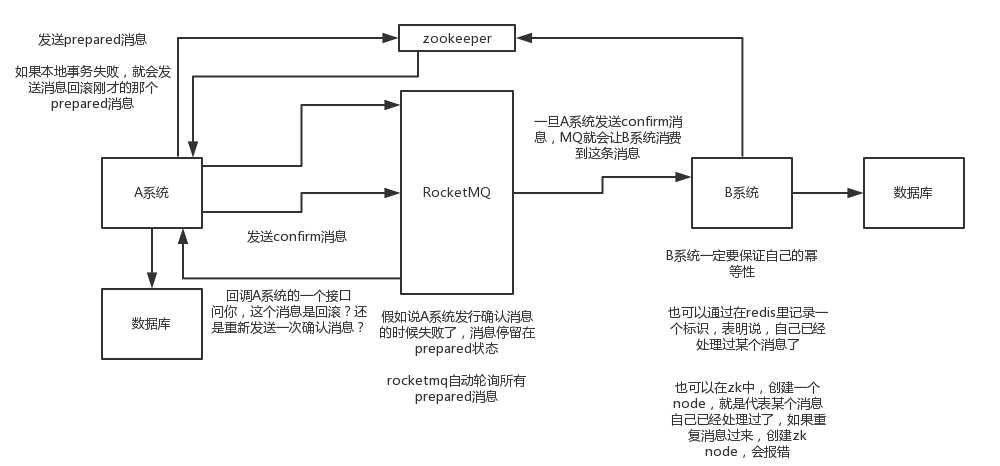 发送prepared消息
如果本地事务失败，就会发
送消息回滚刚才的那个
prepared消息
zookeeper
一旦A系统发送confirm消
息，MQ就会让B系统消费
到这条消息
A系统
RocketMQ
B系统
数据库
发送confirm消息
B系统一定要保证自己的幂
等性
回调A系统的一个接口
问你，这个消息是回滚？还
是重新发送一次确认消息？
数据库
假如说A系统发行确认消息
的时候失败了，消息停留在
prepared状态
rocketmq自动轮询所有
prepared消息
也可以通过在redis里记录一
个标识，表明说，自己已经
处理过某个消息了
也可以在zk中，创建一个
node，就是代表某个消息
自己已经处理过了，如果重
复消息过来，创建zk
node，会报错